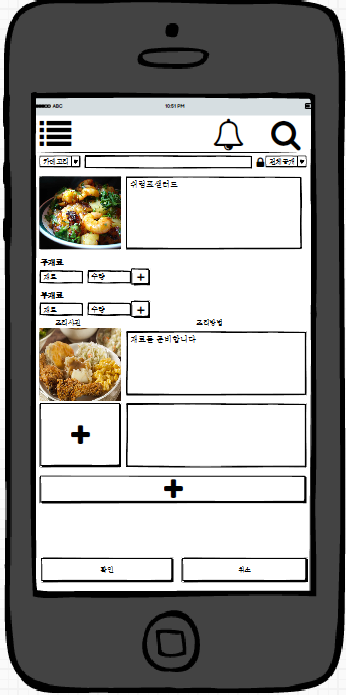 ABC 10:51 PM
카테고리 전체공개
쉬림프샐러드
주재료
재료 수량
부재료
재료 수량
조리사진 조리방법
재료를 준비합니다
확인 취소